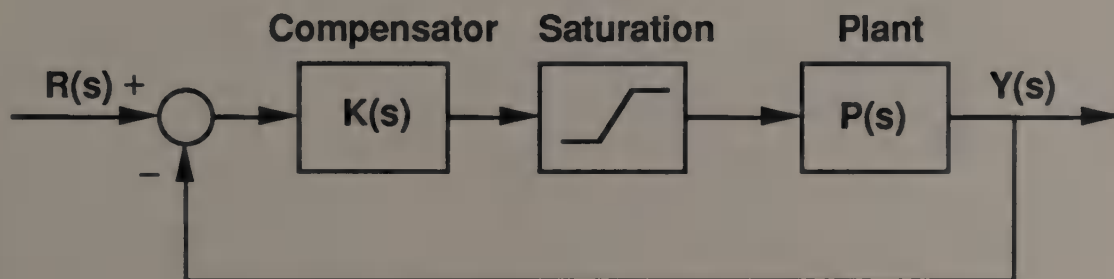 Compensator Saturation Plant
R(s) + Y(s)
K(s) P(s)
−